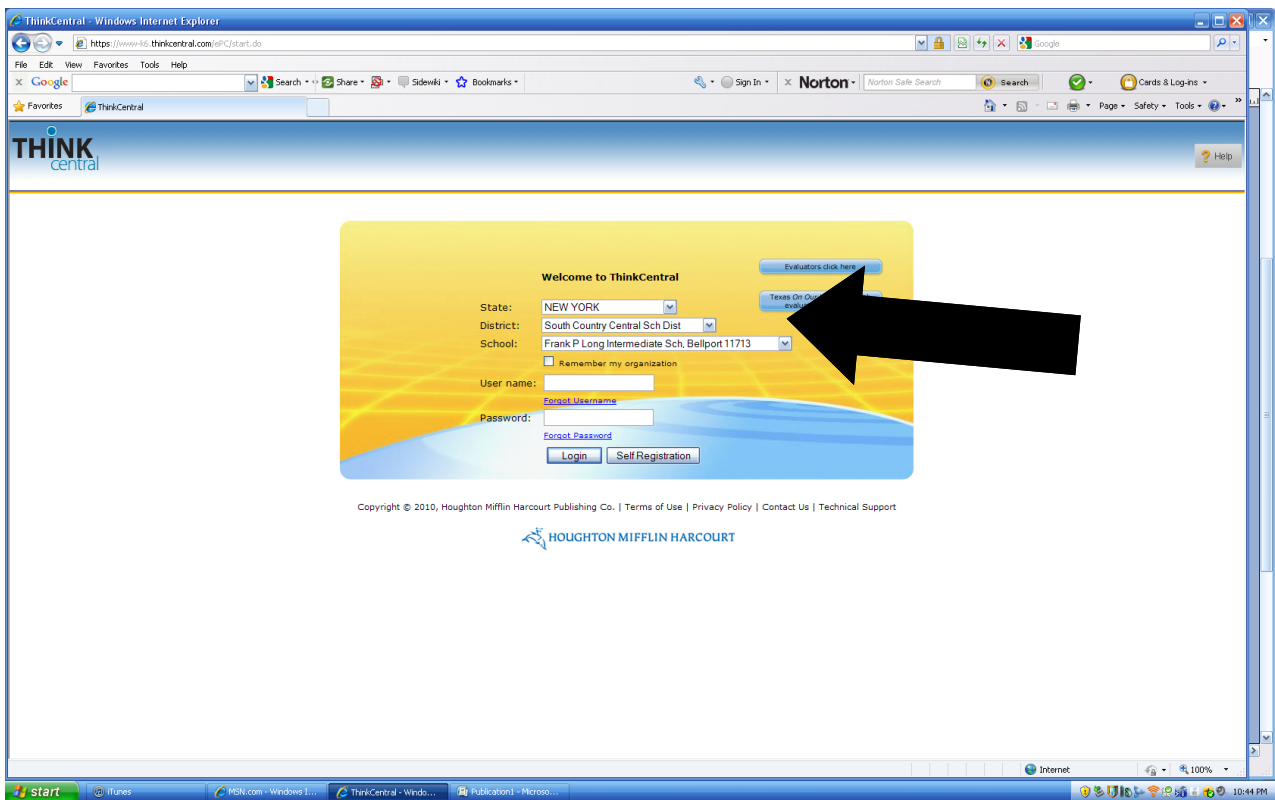 ThinkCentral - Windows Internet Explorer
https://www-k6.thinkcentral.com/ePC/start.do
Google
File Edit View Favorites Tools Help
x Google Search Share Sidewiki Bookmarks Sign In x Norton Norton Safe Search Search Cards & Log-ins
Favorites ThinkCentral Page Safety Tools
THINK
central
Help
Evaluators click here
Welcome to ThinkCentral
Texas On
State: NEW YORK
District: South Country Central Sch Dist
School: Frank P Long Intermediate Sch, Bellport 11713
Remember my organization
User name:
Forgot Username
Password:
Forgot Password
Login Self Registration
Copyright © 2010, Houghton Mifflin Harcourt Publishing Co. | Terms of Use | Privacy Policy | Contact Us | Technical Support
HOUGHTON MIFFLIN HARCOURT
Internet 100%
start iTunes MSN.com - Windows I... ThinkCentral - Windo... Publication1 - Microso... 10:44 PM